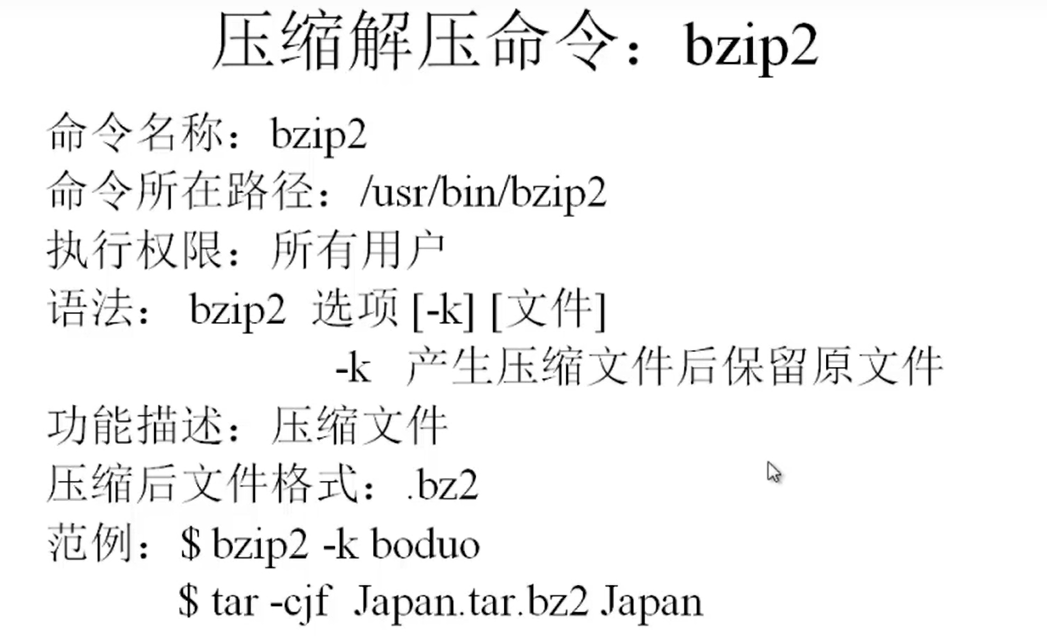 压缩解压命令：bzip2
命令名称：bzip2
命令所在路径：/usr/bin/bzip2
执行权限：所有用户
语法： bzip2 选项 [-k] [文件]
-k 产生压缩文件后保留原文件
功能描述：压缩文件
压缩后文件格式：.bz2
范例：$ bzip2 -k boduo
$ tar -cjf Japan.tar.bz2 Japan